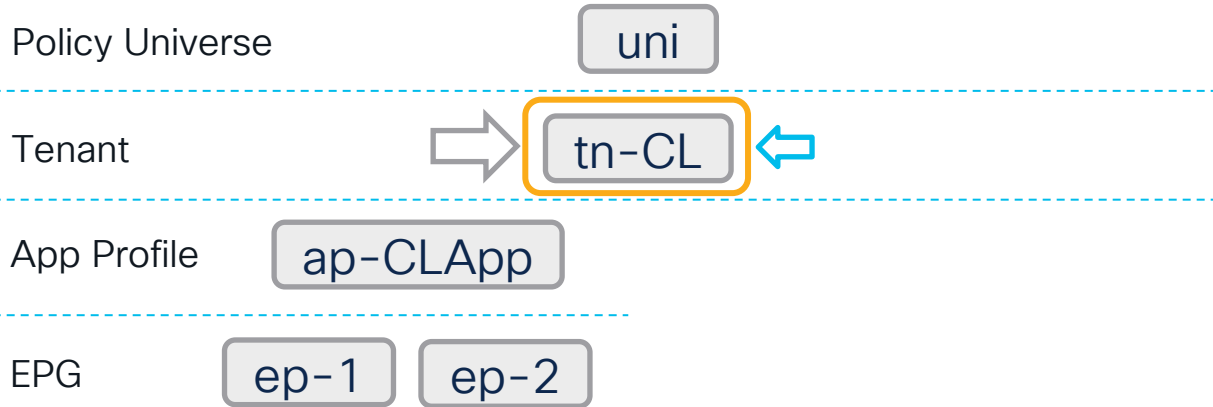 Policy Universe uni
Tenant tn-CL
App Profile ap-CLApp
EPG ep-1 ep-2